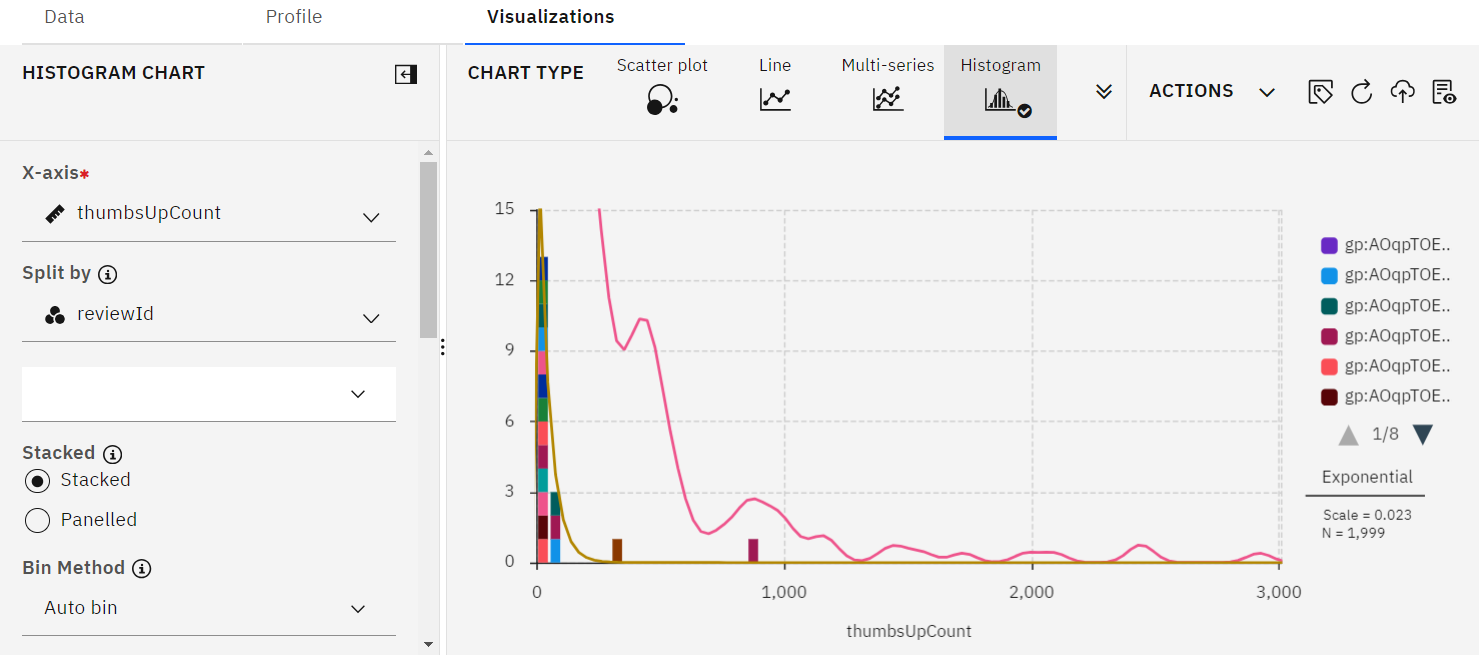 Data
Profile
Visualizations
HISTOGRAM CHART
CHART TYPE
Scatter plot
Line
Multi-series
Histogram
ACTIONS
X-axis*
thumbsUpCount
Split by
reviewId
Stacked
Stacked
Panelled
Bin Method
Auto bin
15
12
9
6
3
0
0
1,000
2,000
3,000
thumbsUpCount
gp:AOqpTOE..
gp:AOqpTOE..
gp:AOqpTOE..
gp:AOqpTOE..
gp:AOqpTOE..
gp:AOqpTOE..
1/8
Exponential
Scale = 0.023
N = 1,999